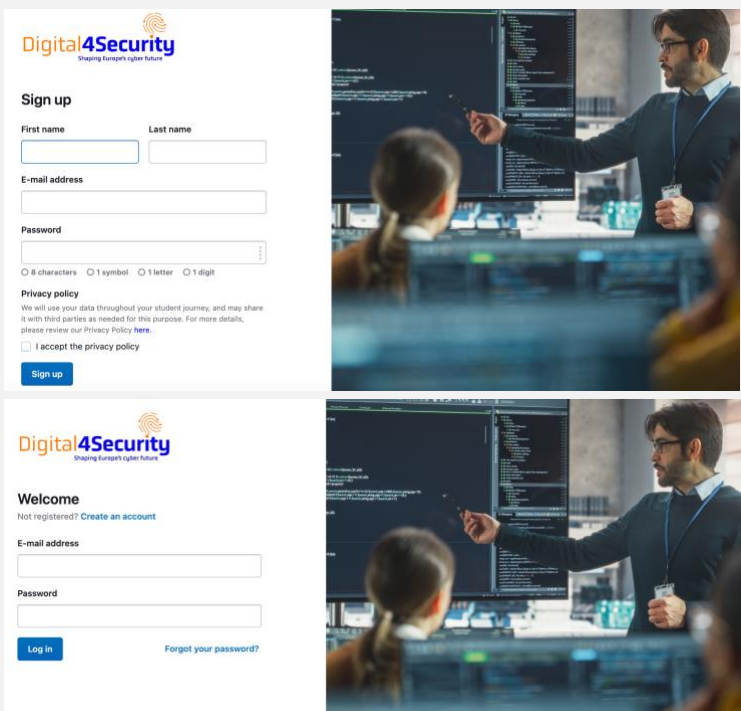 Digital4Security
Shaping Europe's cyber future
Sign up
First name Last name
E-mail address
Password
8 characters 1 symbol 1 letter 1 digit
Privacy policy
We will use your data throughout your student journey, and may share
it with third parties as needed for this purpose. For more details,
please review our Privacy Policy here.
I accept the privacy policy
Sign up
Digital4Security
Shaping Europe's cyber future
Welcome
Not registered? Create an account
E-mail address
Password
Log in Forgot your password?